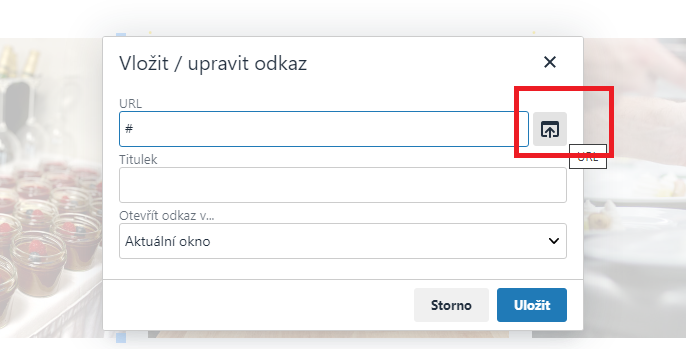 Vložit / upravit odkaz
URL
#
URL
Titulek
Otevřít odkaz v...
Aktuální okno
Storno
Uložit